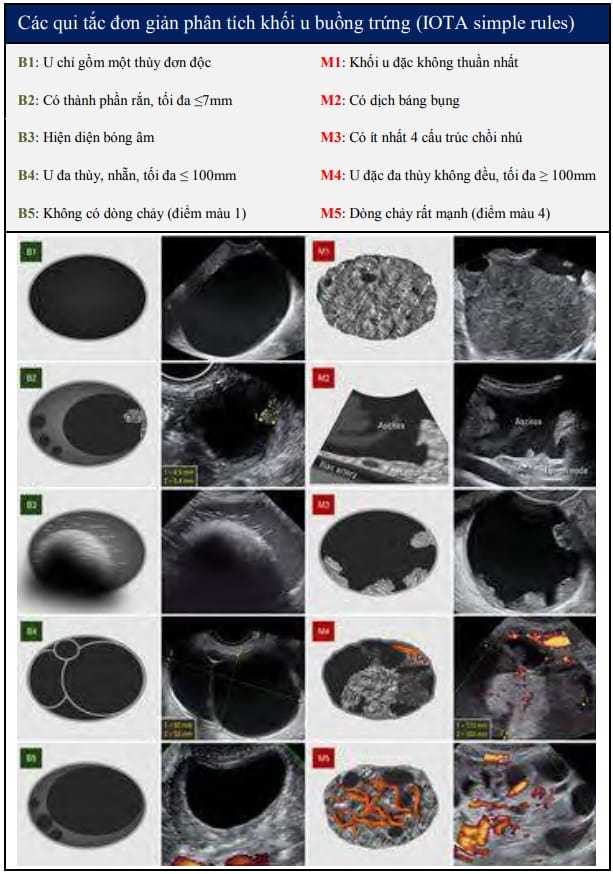 Các qui tắc đơn giản phân tích khối u buồng trứng (IOTA simple rules)
B1: U chỉ gồm một thùy đơn độc
M1: Khối u đặc không thuần nhất
B2: Có thành phần rắn, tối đa ≤7mm
M2: Có dịch báng bụng
B3: Hiện diện bóng âm
M3: Có ít nhất 4 cấu trúc chồi nhú
B4: U đa thùy, nhẵn, tối đa ≤ 100mm
M4: U đặc đa thùy không đều, tối đa ≥ 100mm
B5: Không có dòng chảy (điểm màu 1)
M5: Dòng chảy rất mạnh (điểm màu 4)
B1
M1
B2
M2
Ascites
Ascites
Iliac artery
B3
M3
B4
M4
B5
M5